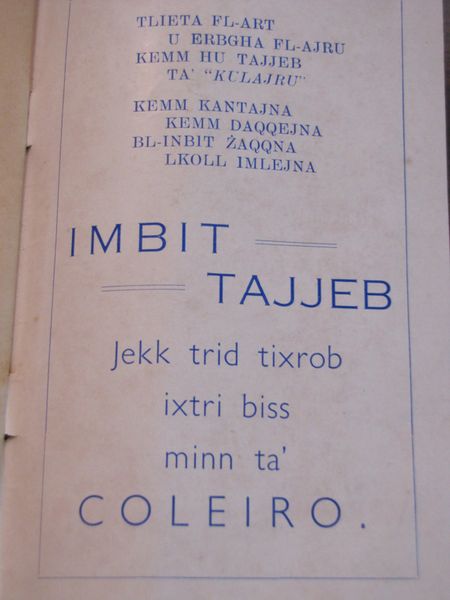 TLIETA FL-ART
U ERBGHA FL-AJRU
KEMM HU TAJJEB
TA' "KULAJRU"
KEMM KANTAJNA
KEMM DAQQEJNA
BL-INBIT ŻAQQNA
LKOLL IMLEJNA
IMBIT
TAJJEB
Jekk trid tixrob
ixtri biss
minn ta'
COLEIRO.